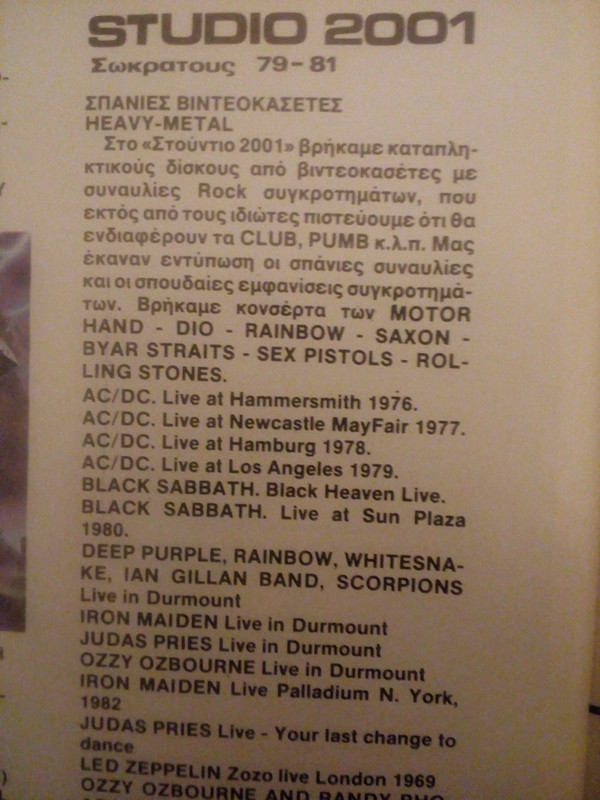 STUDIO 2001
Σωκρατους 79-81
ΣΠΑΝΙΕΣ ΒΙΝΤΕΟΚΑΣΕΤΕΣ
HEAVY-METAL
Στο «Στούντιο 2001» βρήκαμε καταπλη-
κτικούς δίσκους από βιντεοκασέτες με
συναυλίες Rock συγκροτημάτων, που
εκτός από τους ιδιώτες πιστεύουμε ότι θα
ενδιαφέρουν τα CLUB, PUMB κ.λ.π. Μας
έκαναν εντύπωση οι σπάνιες συναυλίες
και οι σπουδαίες εμφανίσεις συγκροτημά-
των. Βρήκαμε κονσέρτα των MOTOR
HAND - DIO - RAINBOW - SAXON -
BYAR STRAITS - SEX PISTOLS - ROL-
LING STONES.
AC/DC. Live at Hammersmith 1976.
AC/DC. Live at Newcastle MayFair 1977.
AC/DC. Live at Hamburg 1978.
AC/DC. Live at Los Angeles 1979.
BLACK SABBATH. Black Heaven Live.
BLACK SABBATH. Live at Sun Plaza
1980.
DEEP PURPLE, RAINBOW, WHITESNA-
KE, IAN GILLAN BAND, SCORPIONS
Live in Durmount
IRON MAIDEN Live in Durmount
JUDAS PRIES Live in Durmount
OZZY OZBOURNE Live in Durmount
IRON MAIDEN Live Palladium N. York,
1982
JUDAS PRIES Live - Your last change to
dance
LED ZEPPELIN Zozo live London 1969
OZZY OZBOURNE AND RANDY